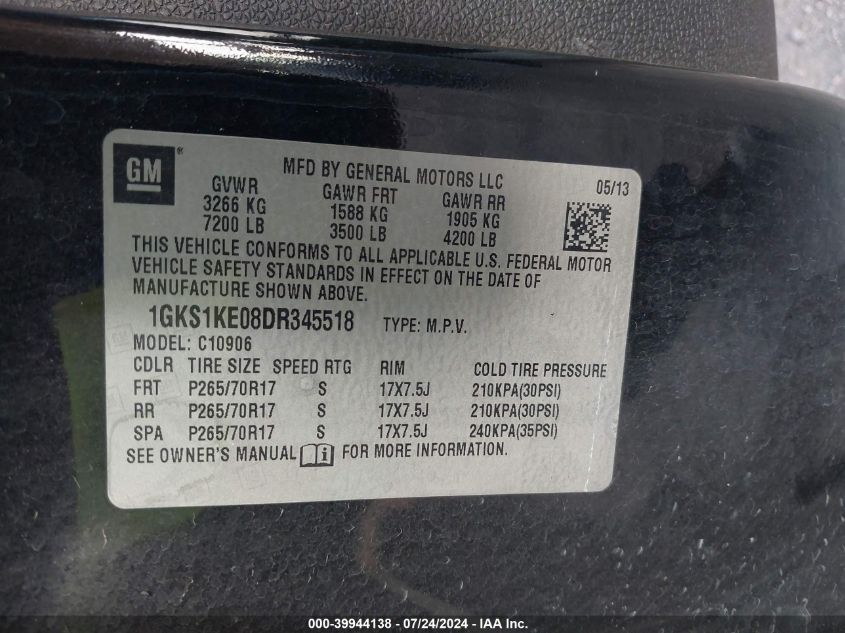 GM ®
MFD BY GENERAL MOTORS LLC
05/13
GVWR GAWR FRT GAWR RR
3266 KG 1588 KG 1905 KG
7200 LB 3500 LB 4200 LB
THIS VEHICLE CONFORMS TO ALL APPLICABLE U.S. FEDERAL MOTOR
VEHICLE SAFETY STANDARDS IN EFFECT ON THE DATE OF
MANUFACTURE SHOWN ABOVE.
1GKS1KE08DR345518 TYPE: M.P.V.
MODEL: C10906
CDLR TIRE SIZE SPEED RTG RIM COLD TIRE PRESSURE
FRT P265/70R17 S 17X7.5J 210KPA(30PSI)
RR P265/70R17 S 17X7.5J 210KPA(30PSI)
SPA P265/70R17 S 17X7.5J 240KPA(35PSI)
SEE OWNER'S MANUAL i FOR MORE INFORMATION.
000-39944138 - 07/24/2024 - IAA Inc.